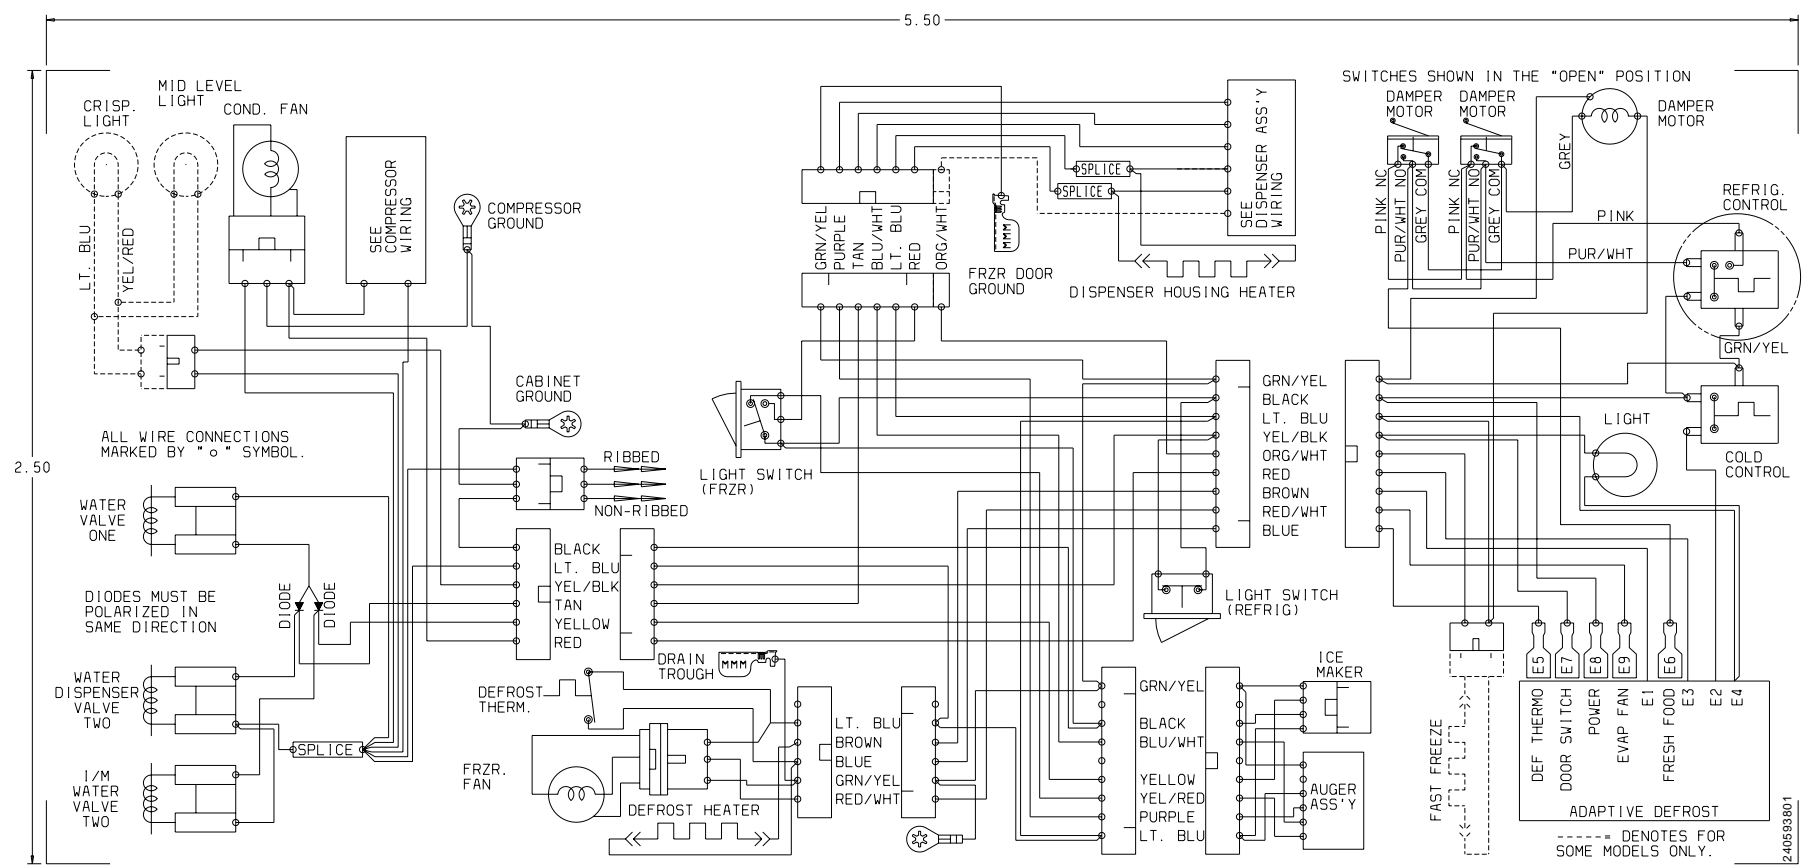 5.50
2.50
CRISP.
LIGHT
MID LEVEL
LIGHT
COND. FAN
LT. BLU
YEL/RED
SEE
COMPRESSOR
WIRING
COMPRESSOR
GROUND
CABINET
GROUND
ALL WIRE CONNECTIONS
MARKED BY "o" SYMBOL.
WATER
VALVE
ONE
DIODES MUST BE
POLARIZED IN
SAME DIRECTION
DIODE
DIODE
WATER
DISPENSER
VALVE
TWO
I/M
WATER
VALVE
TWO
SPLICE
RIBBED
NON-RIBBED
BLACK
LT. BLU
YEL/BLK
TAN
YELLOW
RED
GRN/YEL
PURPLE
TAN
BLU/WHT
LT. BLU
RED
ORG/WHT
FRZR DOOR
GROUND
SPLICE
SPLICE
SEE
DISPENSER ASS'Y
WIRING
DISPENSER HOUSING HEATER
LIGHT SWITCH
(FRZR)
DRAIN
TROUGH
DEFROST
THERM.
FRZR.
FAN
DEFROST HEATER
LT. BLU
BROWN
BLUE
GRN/YEL
RED/WHT
GRN/YEL
BLACK
LT. BLU
YEL/BLK
ORG/WHT
RED
BROWN
RED/WHT
BLUE
LIGHT SWITCH
(REFRIG)
GRN/YEL
BLACK
BLU/WHT
YELLOW
YEL/RED
PURPLE
LT. BLU
ICE
MAKER
AUGER
ASS'Y
SWITCHES SHOWN IN THE "OPEN" POSITION
DAMPER
MOTOR
DAMPER
MOTOR
DAMPER
MOTOR
GREY
PINK NC
PUR/WHT NO
GREY COM
PINK NC
PUR/WHT NO
GREY COM
PINK
PUR/WHT
REFRIG.
CONTROL
GRN/YEL
LIGHT
COLD
CONTROL
FAST FREEZE
E5
E7
E8
E9
E6
DEF THERMO
DOOR SWITCH
POWER
EVAP FAN
E1
FRESH FOOD
E3
E2
E4
ADAPTIVE DEFROST
----- = DENOTES FOR
SOME MODELS ONLY.
240593801